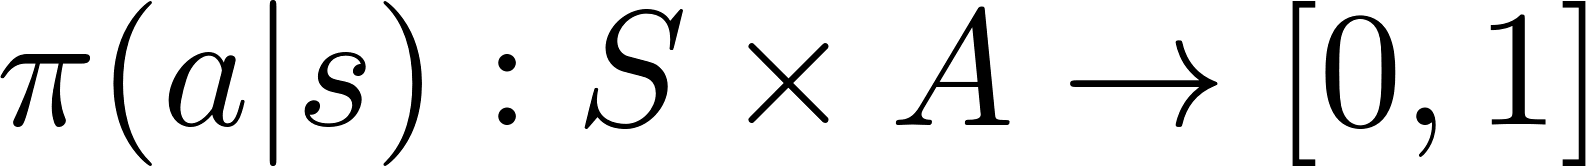 π(a|s) : S × A → [0, 1]